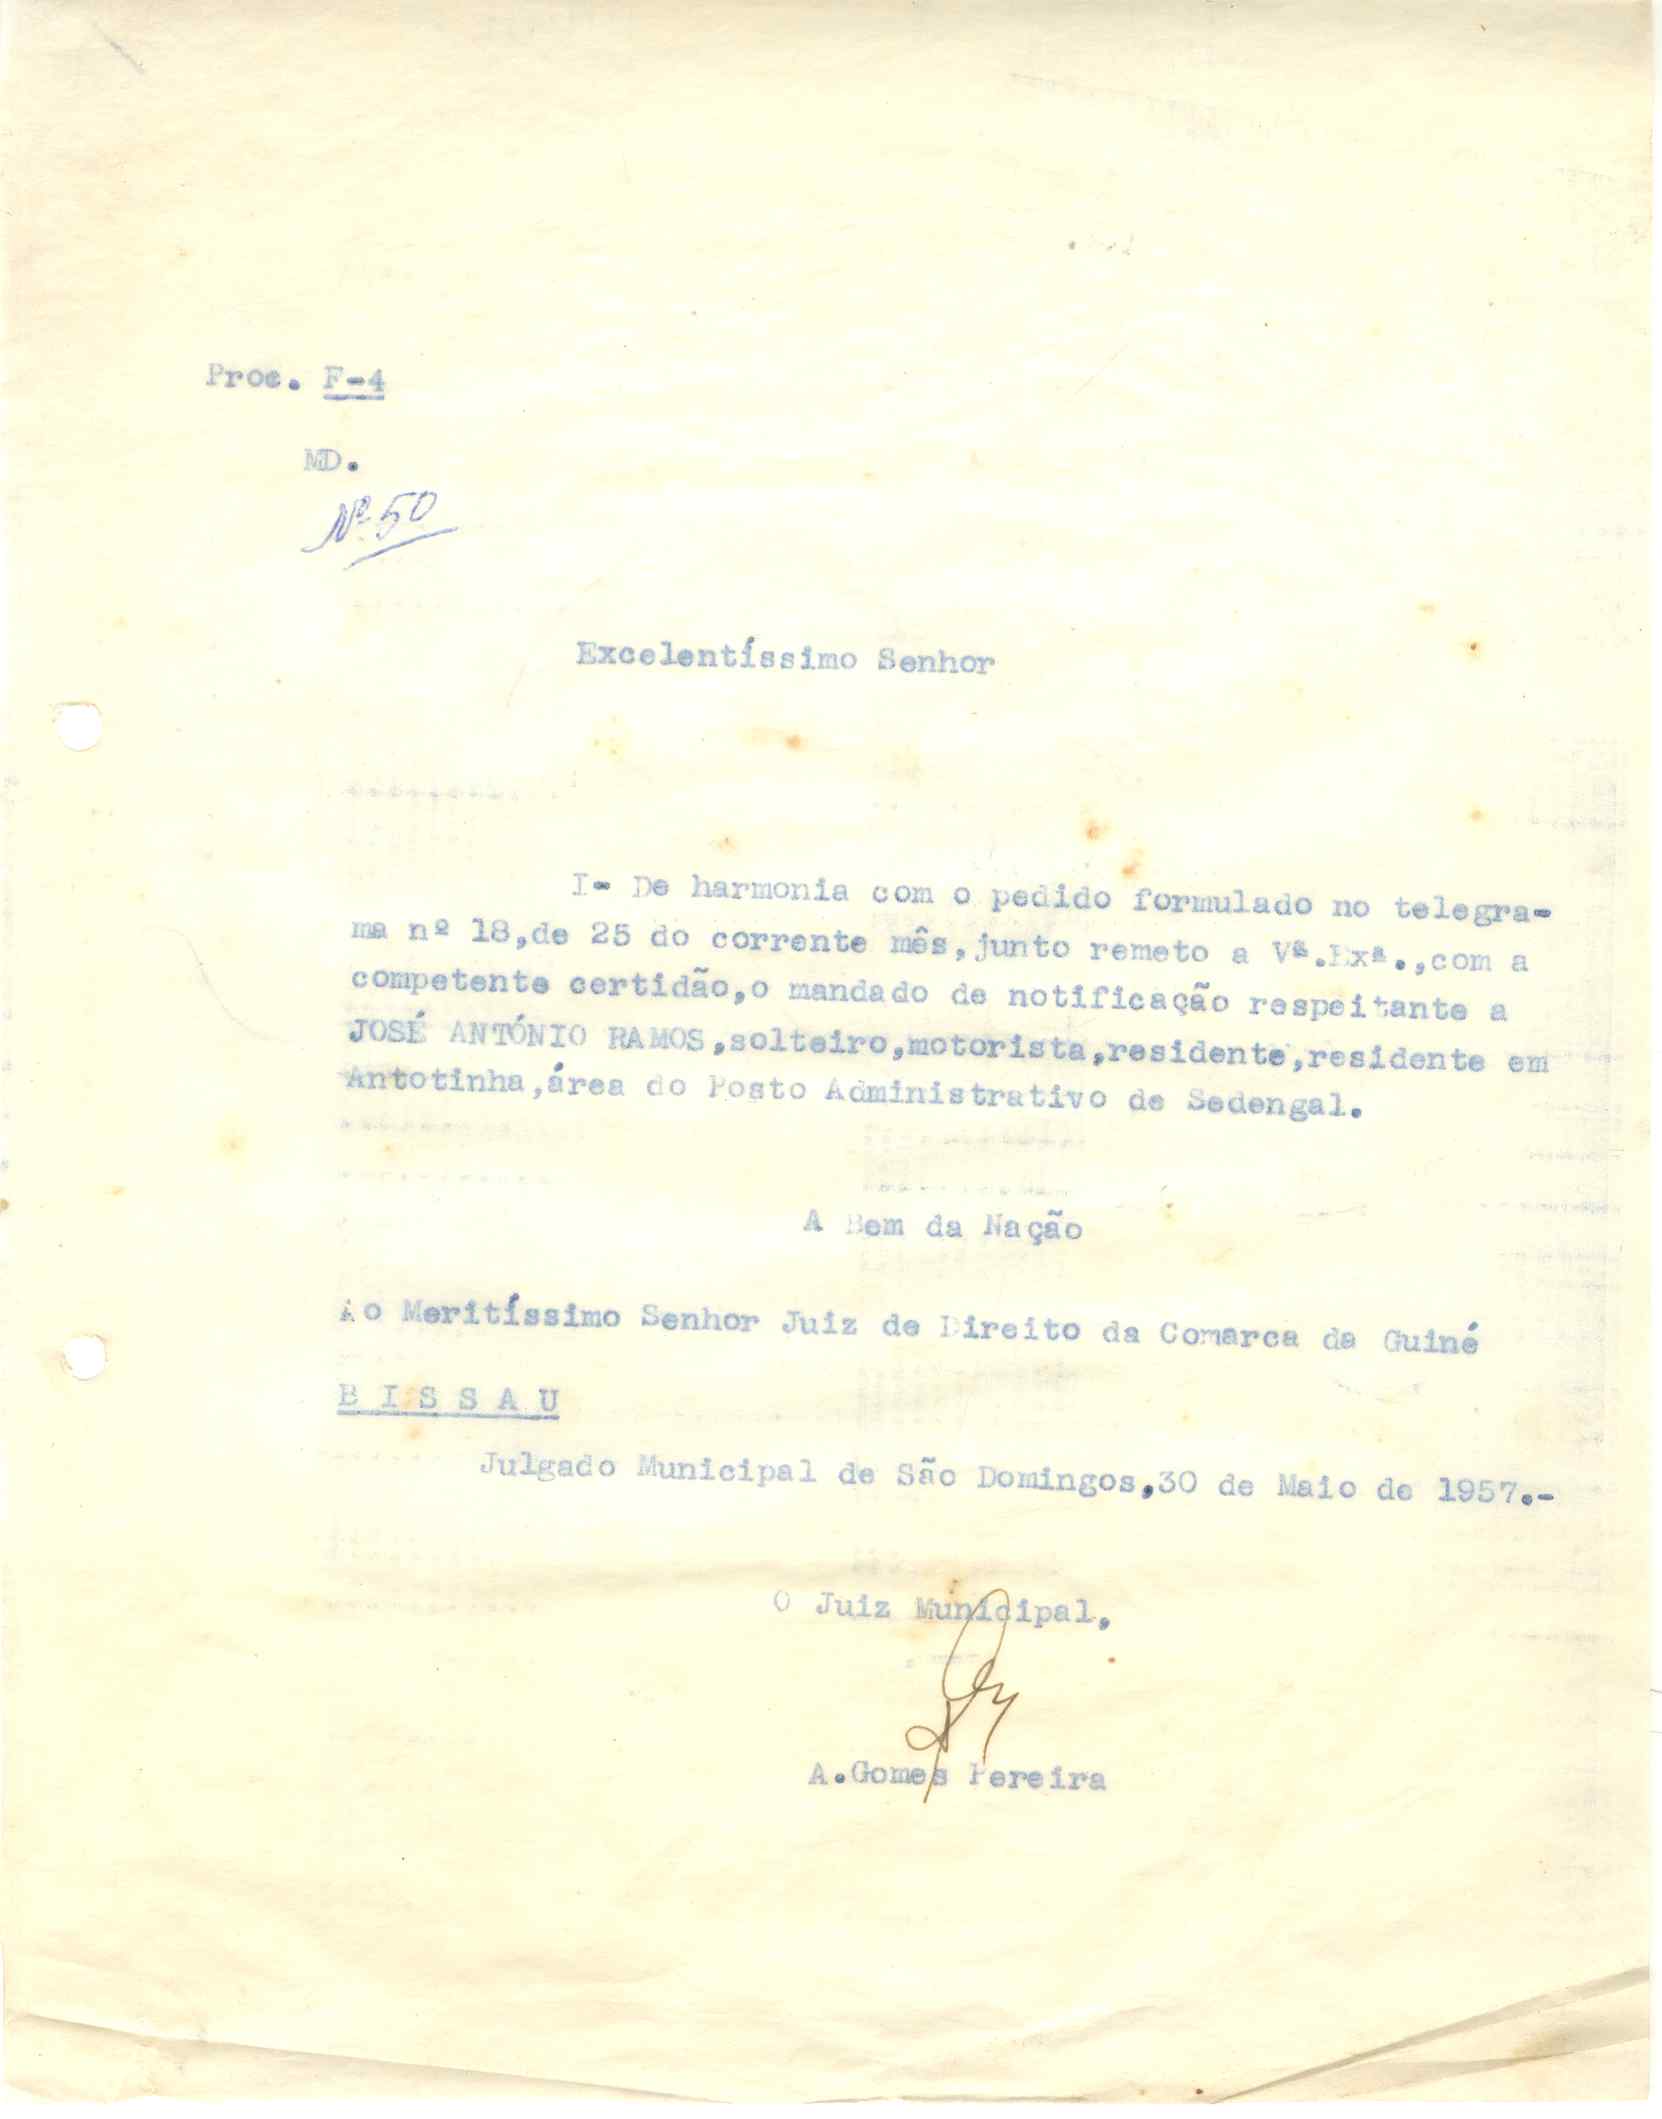 Proc. F-4
MD.
Nº 50
Excelentíssimo Senhor
I- De harmonia com o pedido formulado no telegra-
ma nº 18,de 25 do corrente mês,junto remeto a Vª.Exª.,com a
competente certidão,o mandado de notificação respeitante a
JOSÉ ANTÓNIO RAMOS,solteiro,motorista,residente,residente em
Antotinha,área do Posto Administrativo de Sedengal.
A Bem da Nação
Ao Meritíssimo Senhor Juiz de Direito da Comarca da Guiné
B I S S A U
Julgado Municipal de São Domingos,30 de Maio de 1957.-
O Juiz Municipal,
A.Gomes Pereira